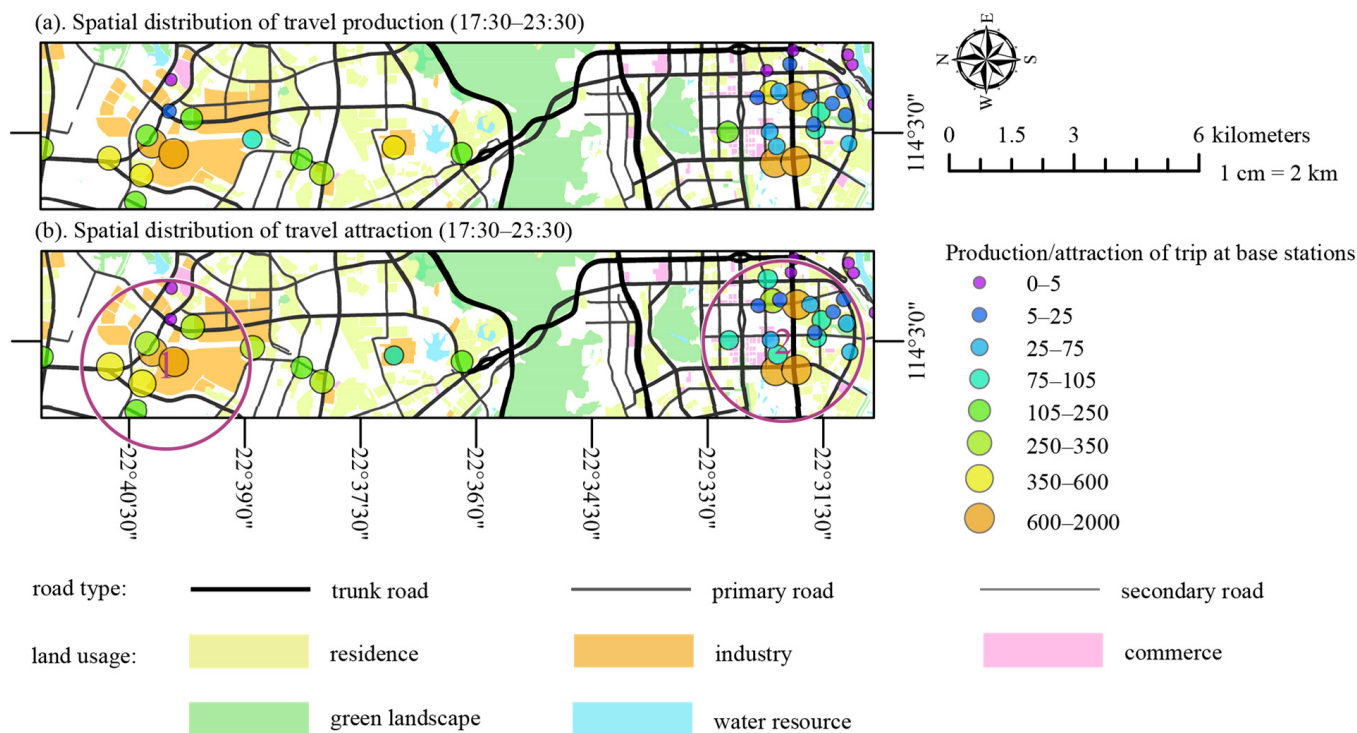 (a). Spatial distribution of travel production (17:30–23:30)
E
N
S
W
114°3'0"
0 1.5 3 6 kilometers
1 cm = 2 km
(b). Spatial distribution of travel attraction (17:30–23:30)
1
2
114°3'0"
22°40'30"
22°39'0"
22°37'30"
22°36'0"
22°34'30"
22°33'0"
22°31'30"
Production/attraction of trip at base stations
0–5
5–25
25–75
75–105
105–250
250–350
350–600
600–2000
road type: trunk road primary road secondary road
land usage: residence industry commerce
green landscape water resource